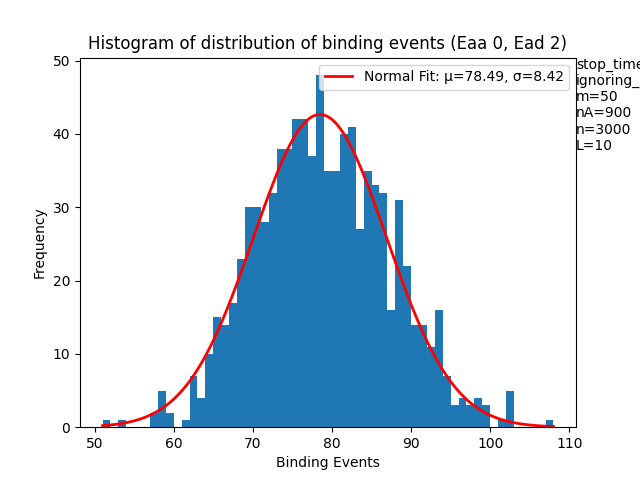 Histogram of distribution of binding events (Eaa 0, Ead 2)
Normal Fit: μ=78.49, σ=8.42
stop_time
ignoring_
m=50
nA=900
n=3000
L=10
Frequency
50
40
30
20
10
0
50 60 70 80 90 100 110
Binding Events